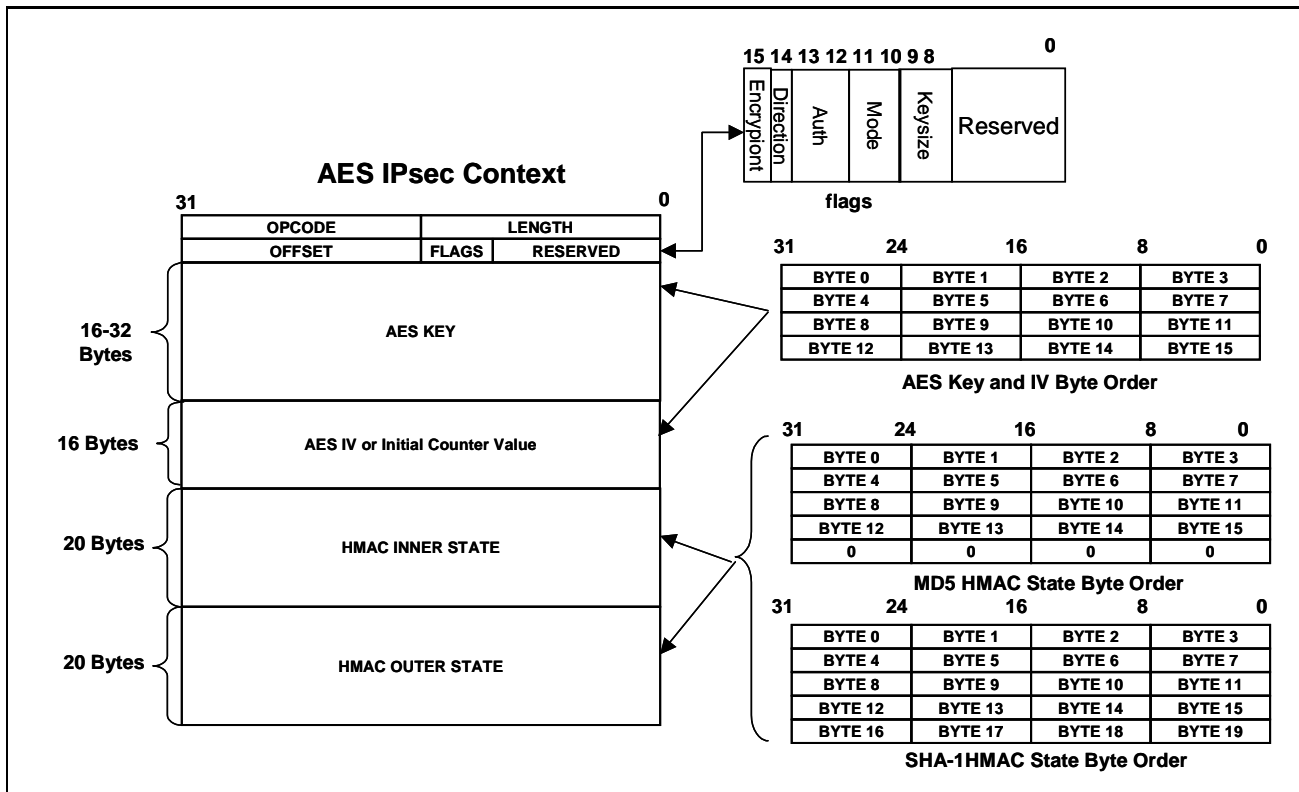 0
15 14 13 12 11 10 9 8
Encrypiont
Direction
Auth
Mode
Keysize
Reserved
flags
AES IPsec Context
31 0
OPCODE LENGTH
OFFSET FLAGS RESERVED
16-32
Bytes
AES KEY
16 Bytes
AES IV or Initial Counter Value
20 Bytes
HMAC INNER STATE
20 Bytes
HMAC OUTER STATE
31 24 16 8 0
BYTE 0 BYTE 1 BYTE 2 BYTE 3
BYTE 4 BYTE 5 BYTE 6 BYTE 7
BYTE 8 BYTE 9 BYTE 10 BYTE 11
BYTE 12 BYTE 13 BYTE 14 BYTE 15
AES Key and IV Byte Order
31 24 16 8 0
BYTE 0 BYTE 1 BYTE 2 BYTE 3
BYTE 4 BYTE 5 BYTE 6 BYTE 7
BYTE 8 BYTE 9 BYTE 10 BYTE 11
BYTE 12 BYTE 13 BYTE 14 BYTE 15
0 0 0 0
MD5 HMAC State Byte Order
31 24 16 8 0
BYTE 0 BYTE 1 BYTE 2 BYTE 3
BYTE 4 BYTE 5 BYTE 6 BYTE 7
BYTE 8 BYTE 9 BYTE 10 BYTE 11
BYTE 12 BYTE 13 BYTE 14 BYTE 15
BYTE 16 BYTE 17 BYTE 18 BYTE 19
SHA-1HMAC State Byte Order